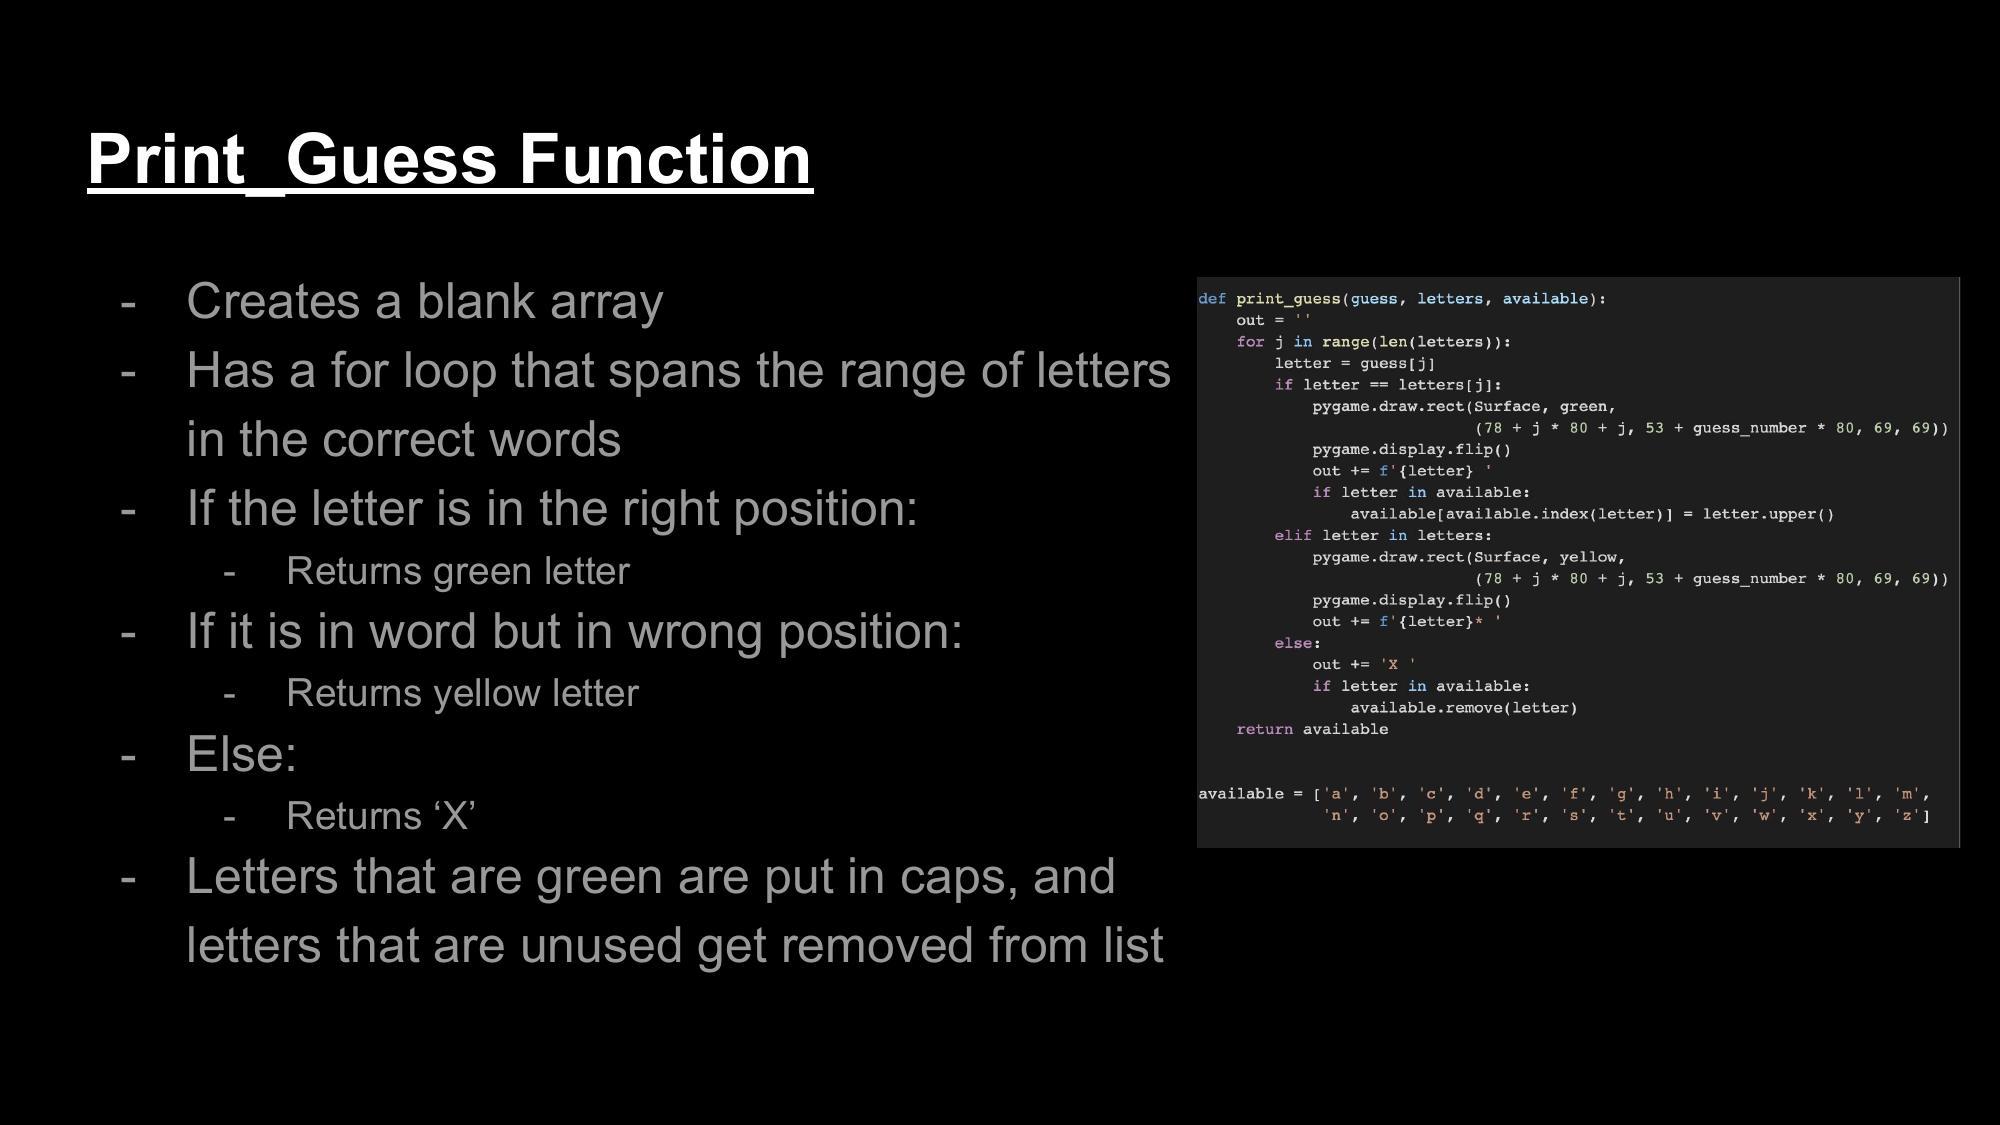 Print_Guess Function
- Creates a blank array
- Has a for loop that spans the range of letters
in the correct words
- If the letter is in the right position:
- Returns green letter
- If it is in word but in wrong position:
- Returns yellow letter
- Else:
- Returns ‘X’
- Letters that are green are put in caps, and
letters that are unused get removed from list
def print_guess(guess, letters, available):
    out = ''
    for j in range(len(letters)):
        letter = guess[j]
        if letter == letters[j]:
            pygame.draw.rect(Surface, green,
                             (78 + j * 80 + j, 53 + guess_number * 80, 69, 69))
            pygame.display.flip()
            out += f'{letter} '
            if letter in available:
                available[available.index(letter)] = letter.upper()
        elif letter in letters:
            pygame.draw.rect(Surface, yellow,
                             (78 + j * 80 + j, 53 + guess_number * 80, 69, 69))
            pygame.display.flip()
            out += f'{letter}* '
        else:
            out += 'X '
            if letter in available:
                available.remove(letter)
    return available
available = ['a', 'b', 'c', 'd', 'e', 'f', 'g', 'h', 'i', 'j', 'k', 'l', 'm',
             'n', 'o', 'p', 'q', 'r', 's', 't', 'u', 'v', 'w', 'x', 'y', 'z']